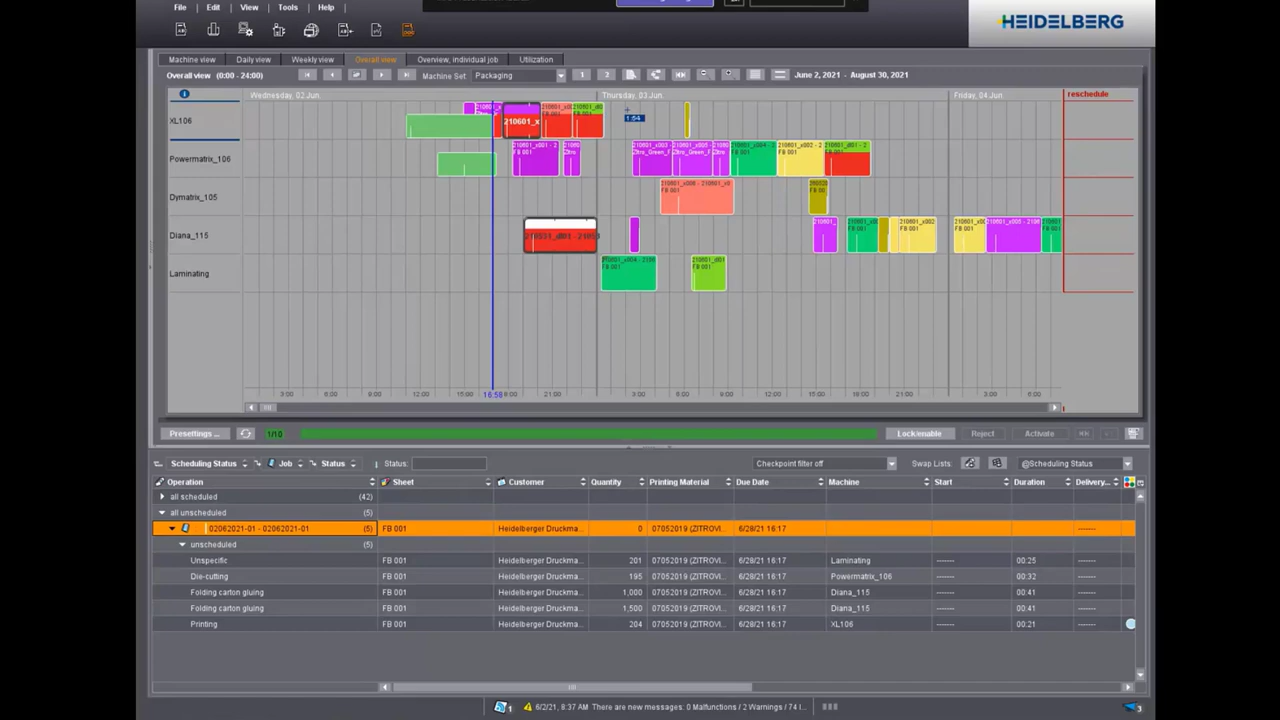 File Edit View Tools Help
HEIDELBERG
Machine view Daily view Weekly view Overall view Overview, individual job Utilization
Overall view (0:00 - 24:00) Machine Set: Packaging 1 2 June 2, 2021 - August 30, 2021
Wednesday, 02 Jun. Thursday, 03 Jun. Friday, 04 Jun. reschedule
XL106
1:54
Powermatrix_106
Dymatrix_105
Diana_115
Laminating
3:00 6:00 9:00 12:00 15:00 16:58 21:00 3:00 6:00 9:00 12:00 15:00 21:00 3:00 6:00
Presettings ... 1/10 Lock/enable Reject Activate
Scheduling Status Job Status Status: Checkpoint filter off Swap Lists: @Scheduling Status
Operation Sheet Customer Quantity Printing Material Due Date Machine Start Duration Delivery...
all scheduled (42)
all unscheduled (5)
02062021-01 - 02062021-01 (5) FB 001 Heidelberger Druckma... 0 07052019 (ZITROVI... 6/28/21 16:17 -------
unscheduled (5)
Unspecific FB 001 Heidelberger Druckma... 201 07052019 (ZITROVI... 6/28/21 16:17 Laminating ------- 00:25 -------
Die-cutting FB 001 Heidelberger Druckma... 195 07052019 (ZITROVI... 6/28/21 16:17 Powermatrix_106 ------- 00:32 -------
Folding carton gluing FB 001 Heidelberger Druckma... 1,000 07052019 (ZITROVI... 6/28/21 16:17 Diana_115 ------- 00:41 -------
Folding carton gluing FB 001 Heidelberger Druckma... 1,500 07052019 (ZITROVI... 6/28/21 16:17 Diana_115 ------- 00:41 -------
Printing FB 001 Heidelberger Druckma... 204 07052019 (ZITROVI... 6/28/21 16:17 XL106 ------- 00:21 -------
1 6/2/21, 8:37 AM There are new messages: 0 Malfunctions / 2 Warnings / 74 I... 3